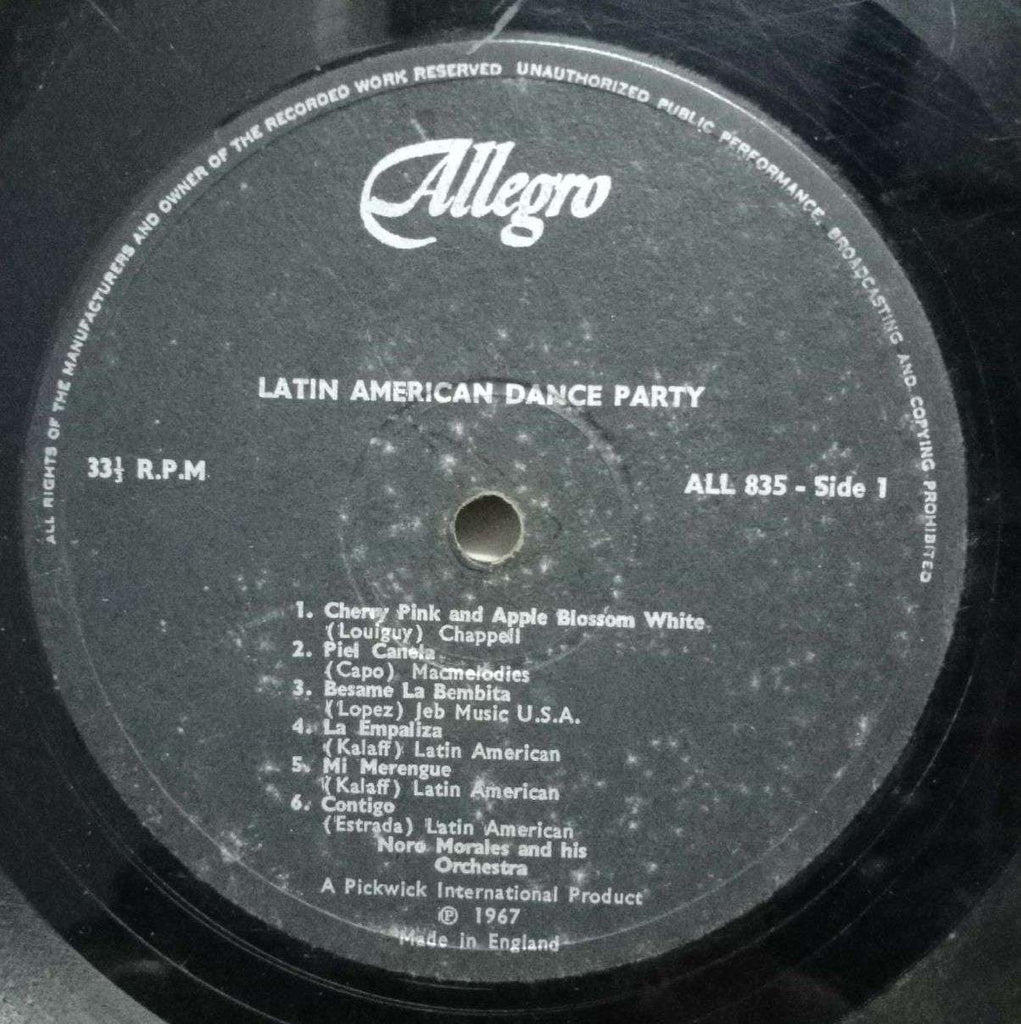 ALL RIGHTS OF THE MANUFACTURERS AND OWNER OF THE RECORDED WORK RESERVED UNAUTHORIZED PUBLIC PERFORMANCE, BROADCASTING AND COPYING PROHIBITED
Allegro
LATIN AMERICAN DANCE PARTY
33⅓ R.P.M.
ALL 835 - Side 1
1. Cherry Pink and Apple Blossom White
(Louiguy) Chappell
2. Piel Canela
(Capo) Macmelodies
3. Besame La Bembita
(Lopez) Jeb Music U.S.A.
4. La Empaliza
(Kalaff) Latin American
5. Mi Merengue
(Kalaff) Latin American
6. Contigo
(Estrada) Latin American
Noro Morales and his
Orchestra
A Pickwick International Product
℗ 1967
Made in England